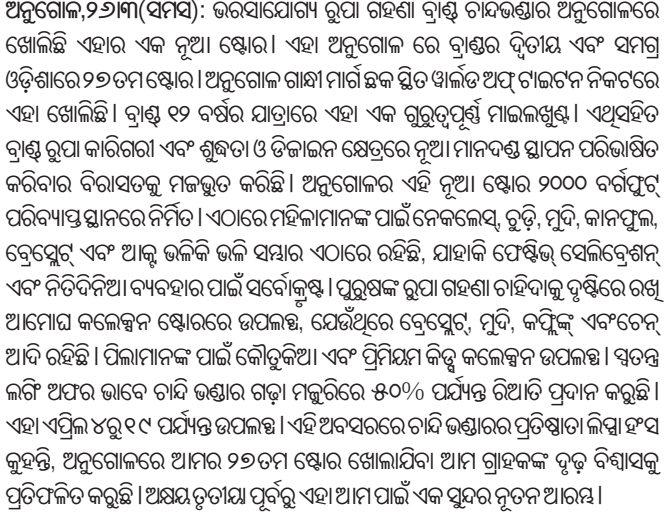 ଅନୁଗୋଳ,୨୬।୩(ସମିସ): ଭରସାଯୋଗ୍ୟ ରୁପା ଗହଣା ବ୍ରାଣ୍ଡ୍ ଚାନ୍ଦିଭଣ୍ଡାର ଅନୁଗୋଳରେ
ଖୋଲିଛି ଏହାର ଏକ ନୂଆ ଷ୍ଟୋର। ଏହା ଅନୁଗୋଳ ରେ ବ୍ରାଣ୍ଡର ଦ୍ୱିତୀୟ ଏବଂ ସମଗ୍ର
ଓଡ଼ିଶାରେ ୨୭ ତମ ଷ୍ଟୋର। ଅନୁଗୋଳ ଗାନ୍ଧୀ ମାର୍ଗ ଛକ ସ୍ଥିତ ୱାର୍ଲଡ ଅଫ୍ ଟାଇଟନ ନିକଟରେ
ଏହା ଖୋଲିଛି। ବ୍ରାଣ୍ଡ୍ ୧୨ ବର୍ଷର ଯାତ୍ରାରେ ଏହା ଏକ ଗୁରୁତ୍ୱପୂର୍ଣ୍ଣ ମାଇଲଖୁଣ୍ଟ। ଏଥିସହିତ
ବ୍ରାଣ୍ଡ୍ ରୁପା କାରିଗରୀ ଏବଂ ଶୁଦ୍ଧତା ଓ ଡିଜାଇନ କ୍ଷେତ୍ରରେ ନୂଆ ମାନଦଣ୍ଡ ସ୍ଥାପନ ପରିଭାଷିତ
କରିବାର ବିରାସତକୁ ମଜଭୁତ କରିଛି। ଅନୁଗୋଳର ଏହି ନୂଆ ଷ୍ଟୋର ୨୦୦୦ ବର୍ଗଫୁଟ୍
ପରିବ୍ୟାପ୍ତ ସ୍ଥାନରେ ନିର୍ମିତ। ଏଠାରେ ମହିଳାମାନଙ୍କ ପାଇଁ ନେକଲେସ୍, ଚୁଡ଼ି, ମୁଦି, କାନଫୁଲ,
ବ୍ରେସ୍ଲେଟ୍ ଏବଂ ଆକ୍ଟ ଭଳିକି ଭଳି ସମ୍ଭାର ଏଠାରେ ରହିଛି, ଯାହାକି ଫେଷ୍ଟିଭ୍ ସେଲିବ୍ରେଶନ୍
ଏବଂ ନିତିଦିନିଆ ବ୍ୟବହାର ପାଇଁ ସର୍ବୋତ୍କୃଷ୍ଟ। ପୁରୁଷଙ୍କ ରୁପା ଗହଣା ଚାହିଦାକୁ ଦୃଷ୍ଟିରେ ରଖି
ଆମୋଘ କଲେକ୍ସନ ଷ୍ଟୋରରେ ଉପଲବ୍ଧ, ଯେଉଁଥିରେ ବ୍ରେସ୍ଲେଟ୍, ମୁଦି, କଫ୍ଲିଙ୍କ୍ ଏବଂ ଚେନ୍
ଆଦି ରହିଛି। ପିଲାମାନଙ୍କ ପାଇଁ କୌତୁକିଆ ଏବଂ ପ୍ରିମିୟମ କିଡ୍ସ କଲେକ୍ସନ ଉପଲବ୍ଧ। ସ୍ୱତନ୍ତ୍ର
ଲଗି ଅଫର ଭାବେ ଚାନ୍ଦି ଭଣ୍ଡାର ଗଢ଼ା ମଜୁରିରେ ୫୦% ପର୍ଯ୍ୟନ୍ତ ରିଆତି ପ୍ରଦାନ କରୁଛି।
ଏହା ଏପ୍ରିଲ ୪ରୁ ୧୯ ପର୍ଯ୍ୟନ୍ତ ଉପଲବ୍ଧ। ଏହି ଅବସରରେ ଚାନ୍ଦି ଭଣ୍ଡାରର ପ୍ରତିଷ୍ଠାତା ଲିପ୍ସା ହଂସ
କୁହନ୍ତି, ଅନୁଗୋଳରେ ଆମର ୨୭ତମ ଷ୍ଟୋର ଖୋଲାଯିବା ଆମ ଗ୍ରାହକଙ୍କ ଦୃଢ଼ ବିଶ୍ୱାସକୁ
ପ୍ରତିଫଳିତ କରୁଛି। ଅକ୍ଷୟ ତୃତୀୟା ପୂର୍ବରୁ ଏହା ଆମ ପାଇଁ ଏକ ସୁନ୍ଦର ନୂତନ ଆରମ୍ଭ।